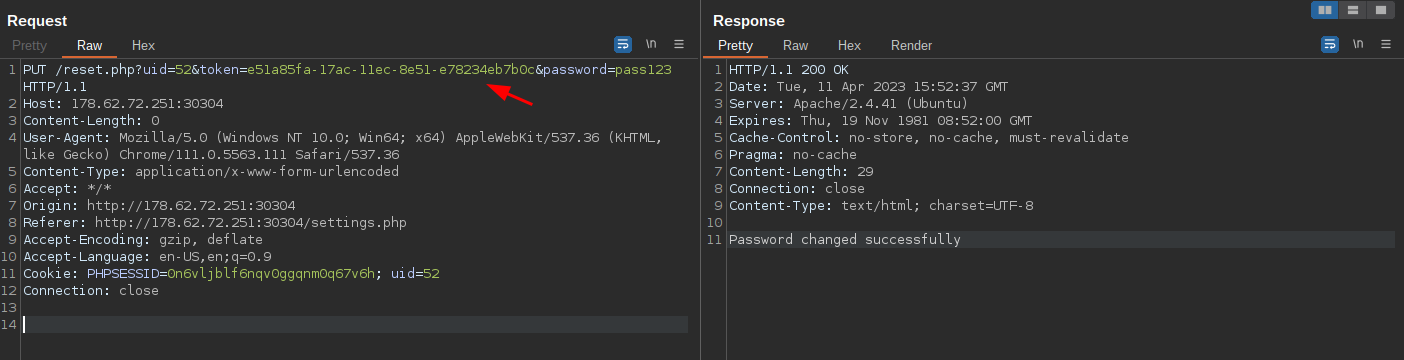 Request
Pretty Raw Hex \n
1 PUT /reset.php?uid=52&token=e51a85fa-17ac-11ec-8e51-e78234eb7b0c&password=pass123
HTTP/1.1
2 Host: 178.62.72.251:30304
3 Content-Length: 0
4 User-Agent: Mozilla/5.0 (Windows NT 10.0; Win64; x64) AppleWebKit/537.36 (KHTML,
like Gecko) Chrome/111.0.5563.111 Safari/537.36
5 Content-Type: application/x-www-form-urlencoded
6 Accept: */*
7 Origin: http://178.62.72.251:30304
8 Referer: http://178.62.72.251:30304/settings.php
9 Accept-Encoding: gzip, deflate
10 Accept-Language: en-US,en;q=0.9
11 Cookie: PHPSESSID=0n6vljblf6nqv0ggqnm0q67v6h; uid=52
12 Connection: close
13
14
Response
Pretty Raw Hex Render \n
1 HTTP/1.1 200 OK
2 Date: Tue, 11 Apr 2023 15:52:37 GMT
3 Server: Apache/2.4.41 (Ubuntu)
4 Expires: Thu, 19 Nov 1981 08:52:00 GMT
5 Cache-Control: no-store, no-cache, must-revalidate
6 Pragma: no-cache
7 Content-Length: 29
8 Connection: close
9 Content-Type: text/html; charset=UTF-8
10
11 Password changed successfully